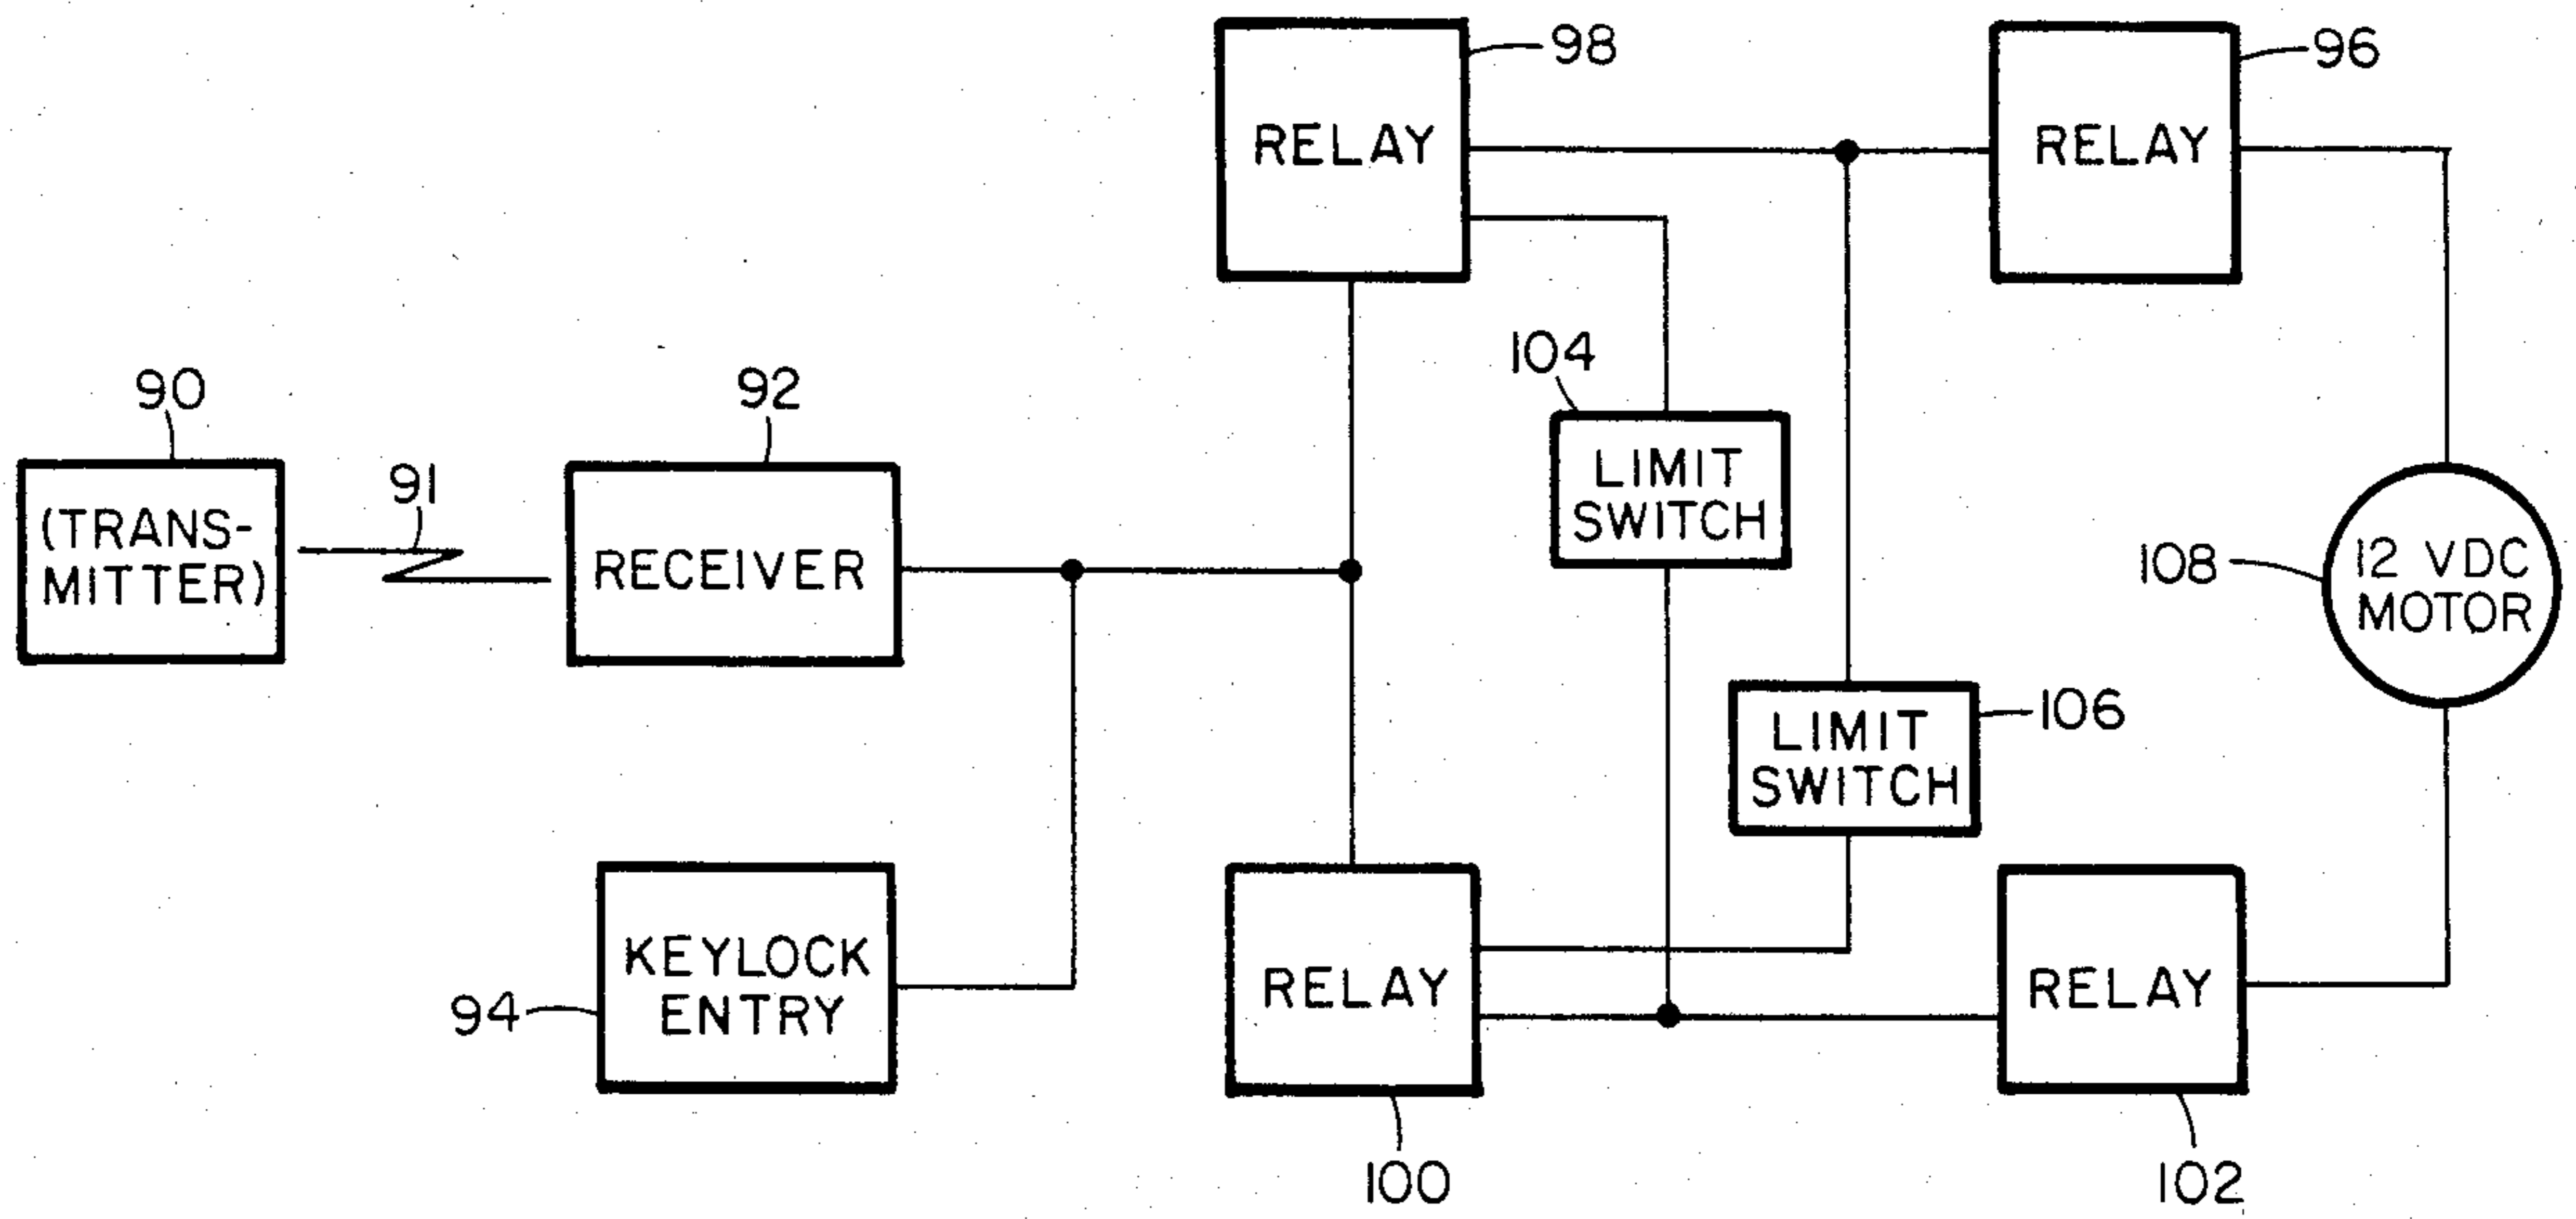 98
RELAY
96
RELAY
104
LIMIT
SWITCH
90
(TRANS-
MITTER)
91
92
RECEIVER
108
12 VDC
MOTOR
106
LIMIT
SWITCH
94
KEYLOCK
ENTRY
RELAY
100
RELAY
102